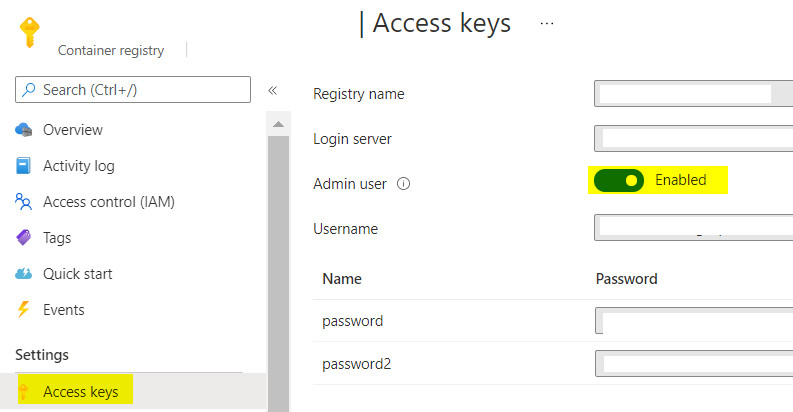 | Access keys ...
Container registry
Search (Ctrl+/)
«
Overview
Activity log
Access control (IAM)
Tags
Quick start
Events
Settings
Access keys
Registry name
Login server
Admin user
Enabled
Username
Name Password
password
password2